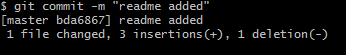 $ git commit -m "readme added"
[master bda6867] readme added
 1 file changed, 3 insertions(+), 1 deletion(-)